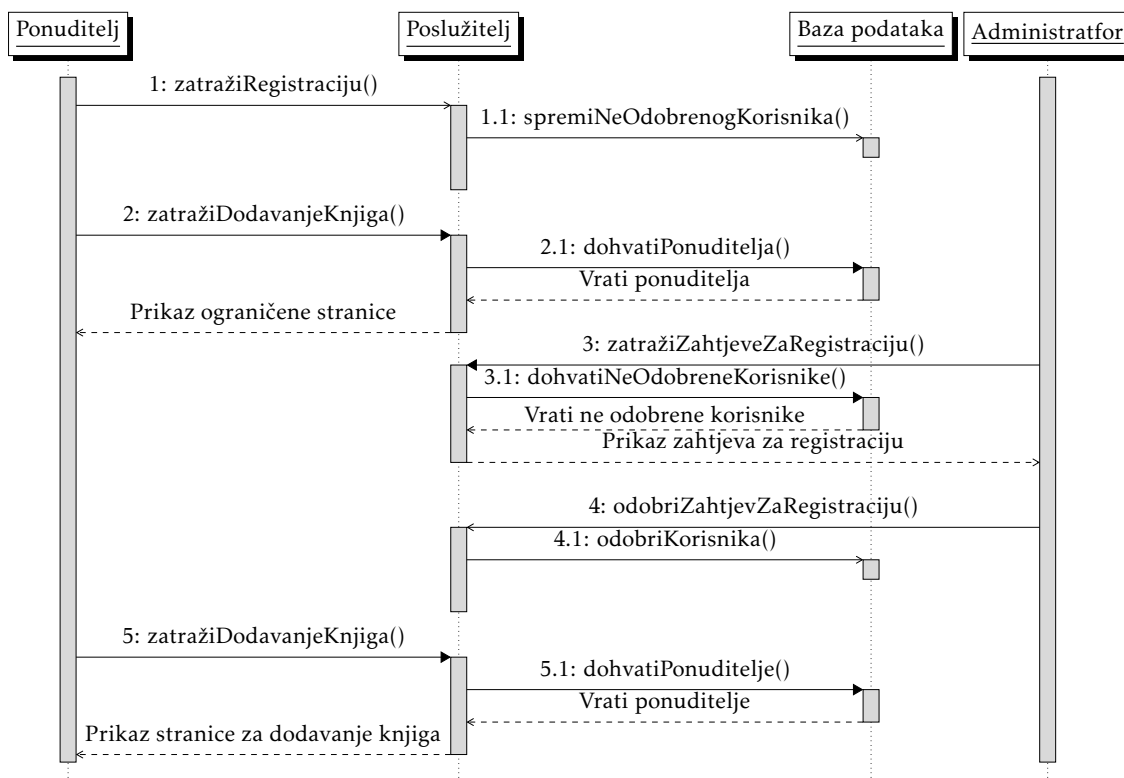 Ponuditelj
Poslužitelj
Baza podataka
Administratfor
1: zatražiRegistraciju()
1.1: spremiNeOdobrenogKorisnika()
2: zatražiDodavanjeKnjiga()
2.1: dohvatiPonuditelja()
Vrati ponuditelja
Prikaz ograničene stranice
3: zatražiZahtjeveZaRegistraciju()
3.1: dohvatiNeOdobreneKorisnike()
Vrati ne odobrene korisnike
Prikaz zahtjeva za registraciju
4: odobriZahtjevZaRegistraciju()
4.1: odobriKorisnika()
5: zatražiDodavanjeKnjiga()
5.1: dohvatiPonuditelje()
Vrati ponuditelje
Prikaz stranice za dodavanje knjiga